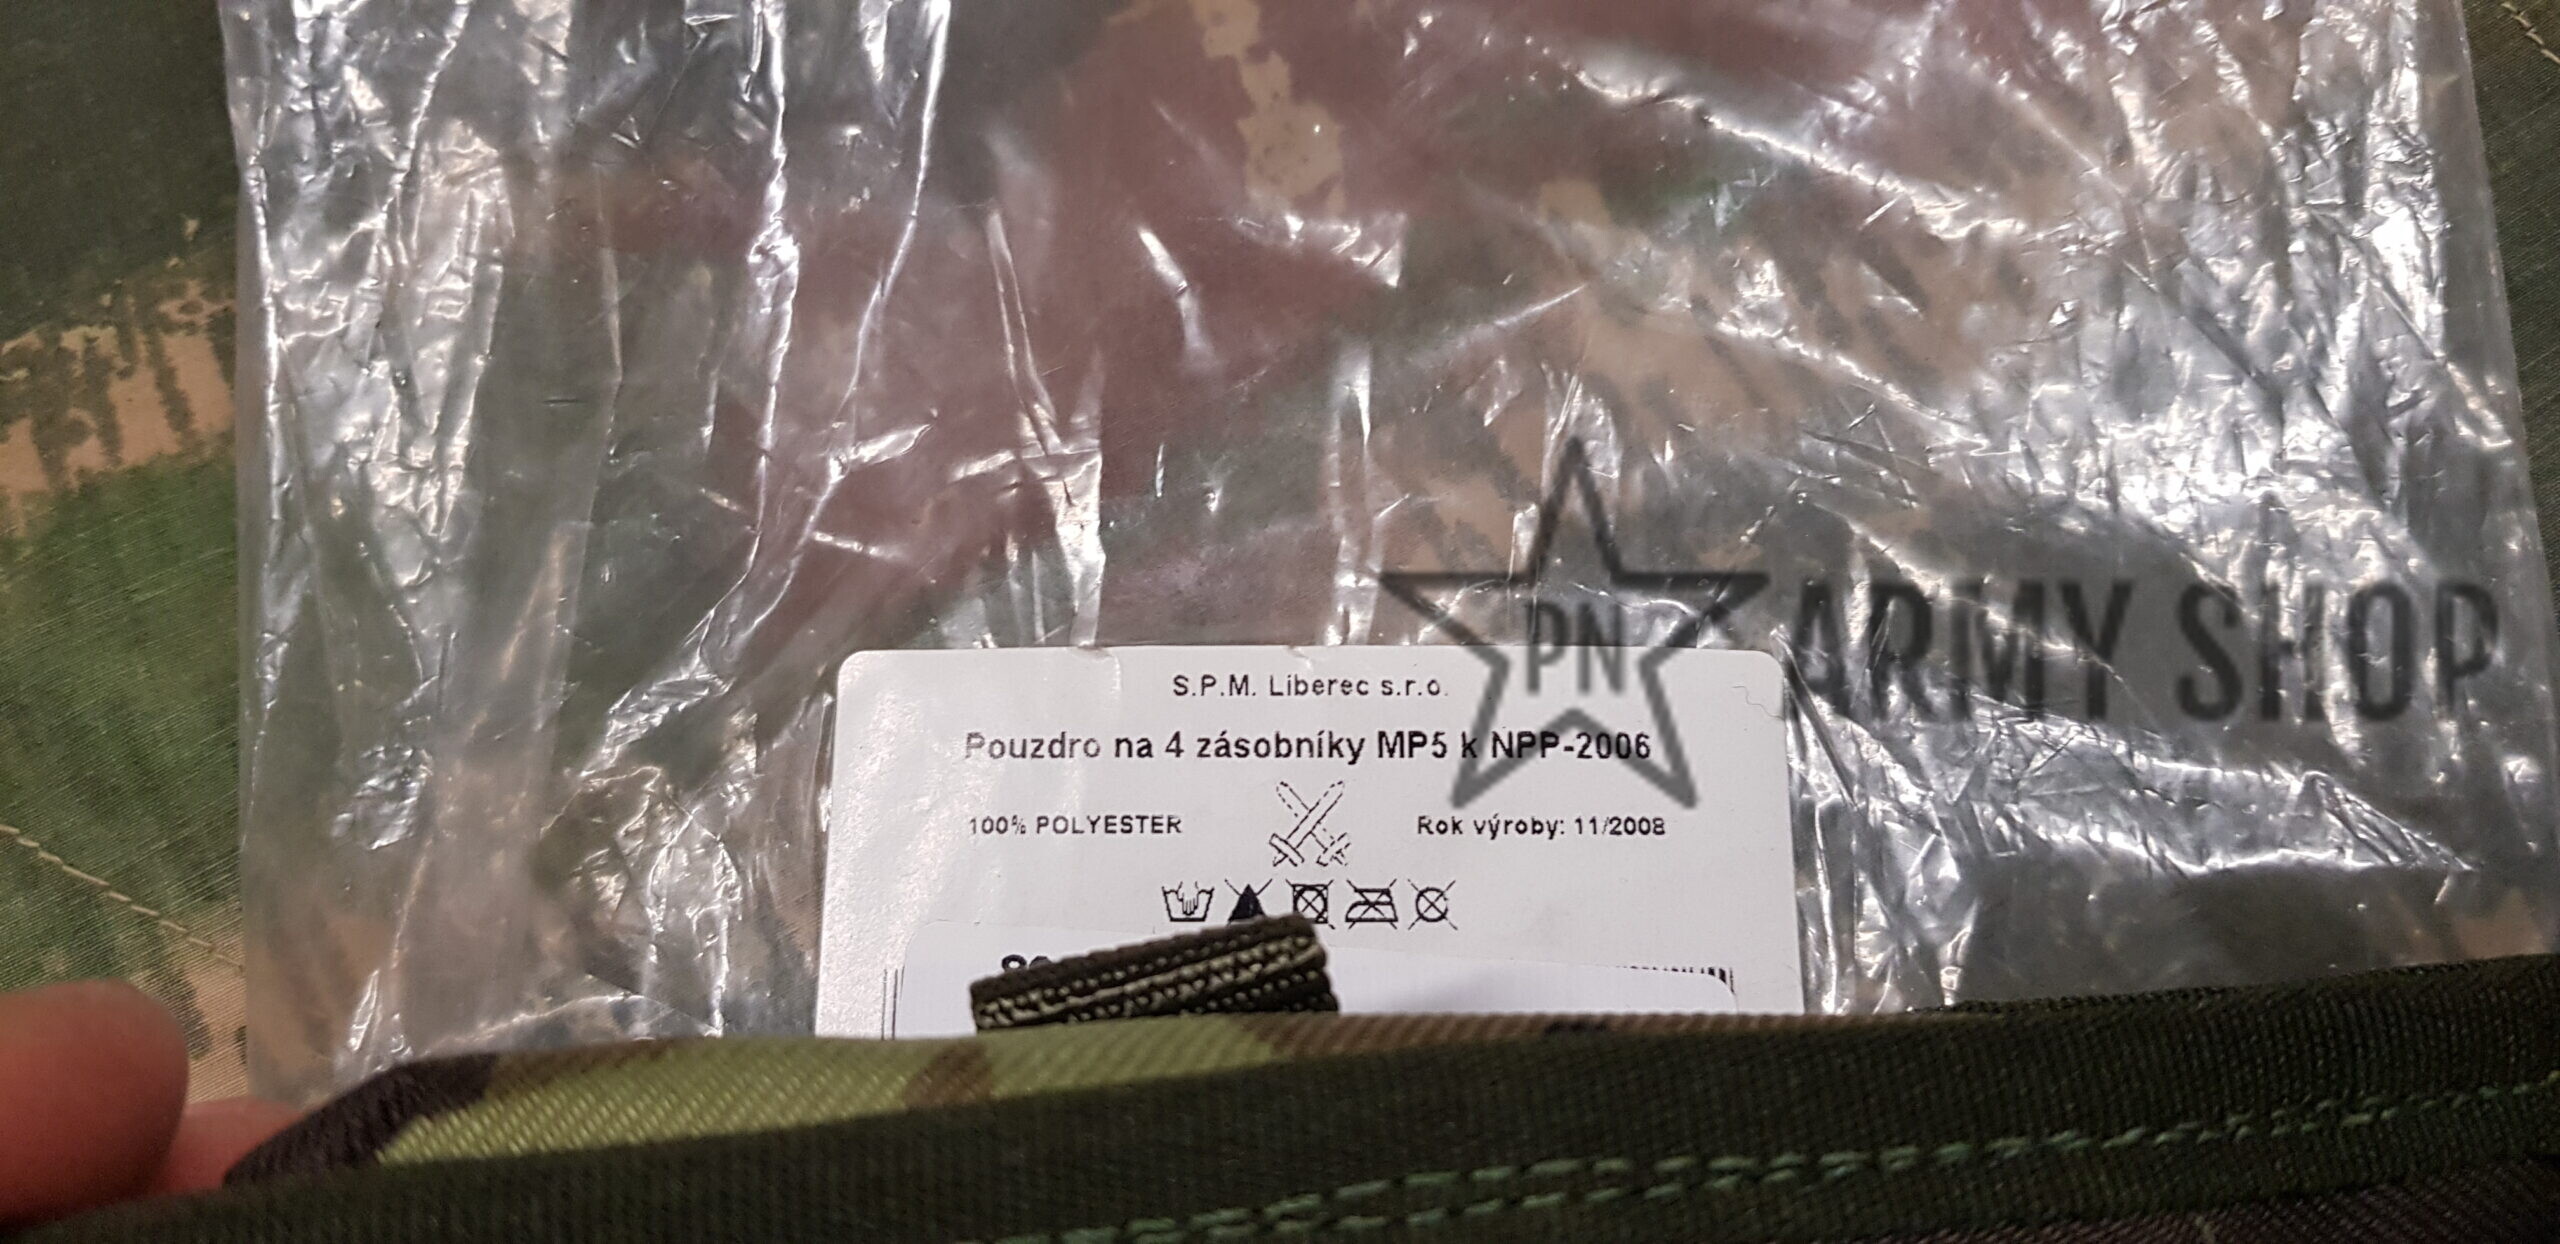 S.P.M. Liberec s.r.o.
Pouzdro na 4 zásobníky MP5 k NPP-2006
100% POLYESTER
Rok výroby: 11/2008
PN ARMY SHOP